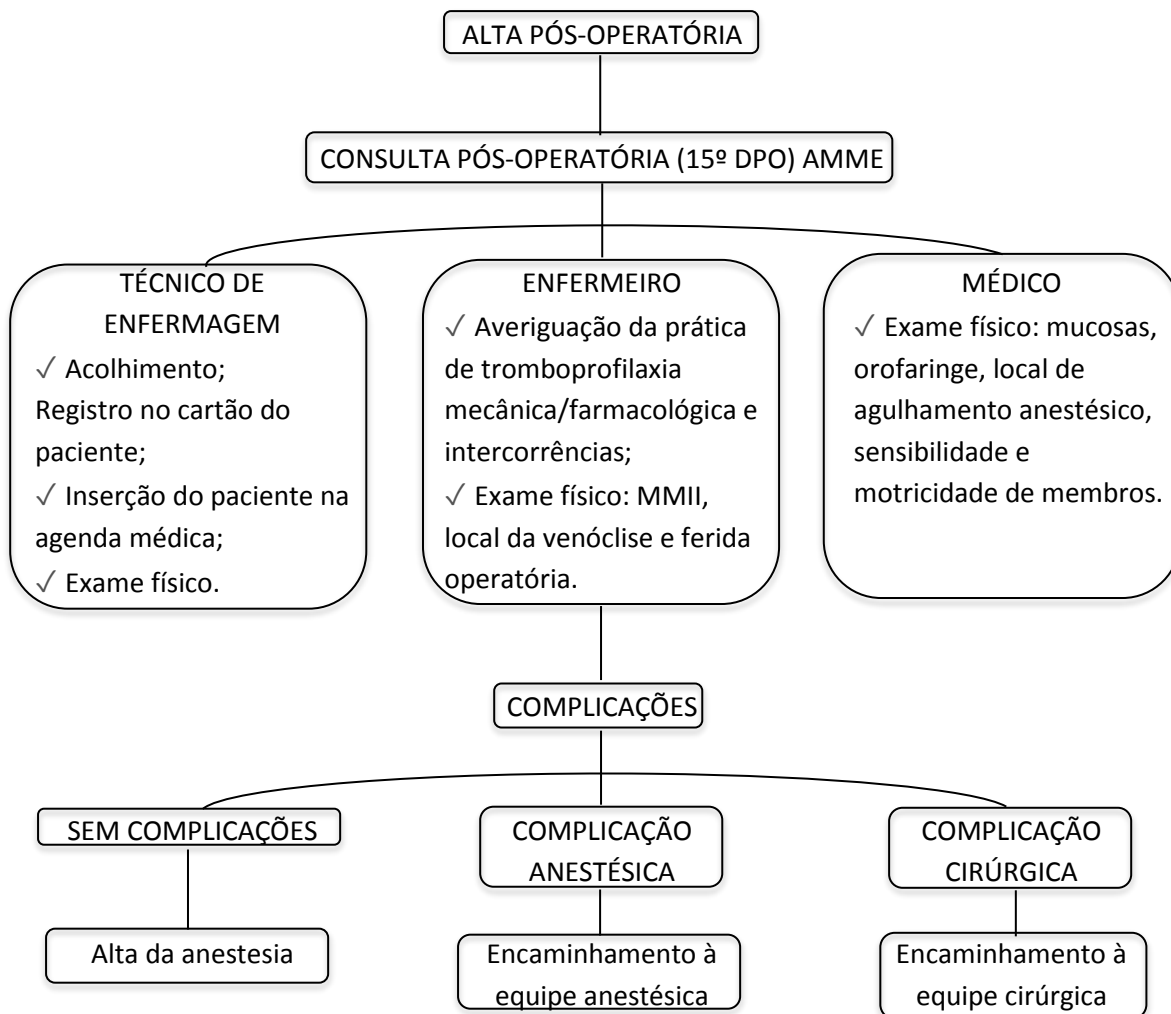 ALTA PÓS-OPERATÓRIA
CONSULTA PÓS-OPERATÓRIA (15º DPO) AMME
TÉCNICO DE
ENFERMAGEM
✓ Acolhimento;
Registro no cartão do
paciente;
✓ Inserção do paciente na
agenda médica;
✓ Exame físico.
ENFERMEIRO
✓ Averiguação da prática
de tromboprofilaxia
mecânica/farmacológica e
intercorrências;
✓ Exame físico: MMII,
local da venóclise e ferida
operatória.
MÉDICO
✓ Exame físico: mucosas,
orofaringe, local de
agulhamento anestésico,
sensibilidade e
motricidade de membros.
COMPLICAÇÕES
SEM COMPLICAÇÕES
COMPLICAÇÃO
ANESTÉSICA
COMPLICAÇÃO
CIRÚRGICA
Alta da anestesia
Encaminhamento à
equipe anestésica
Encaminhamento à
equipe cirúrgica